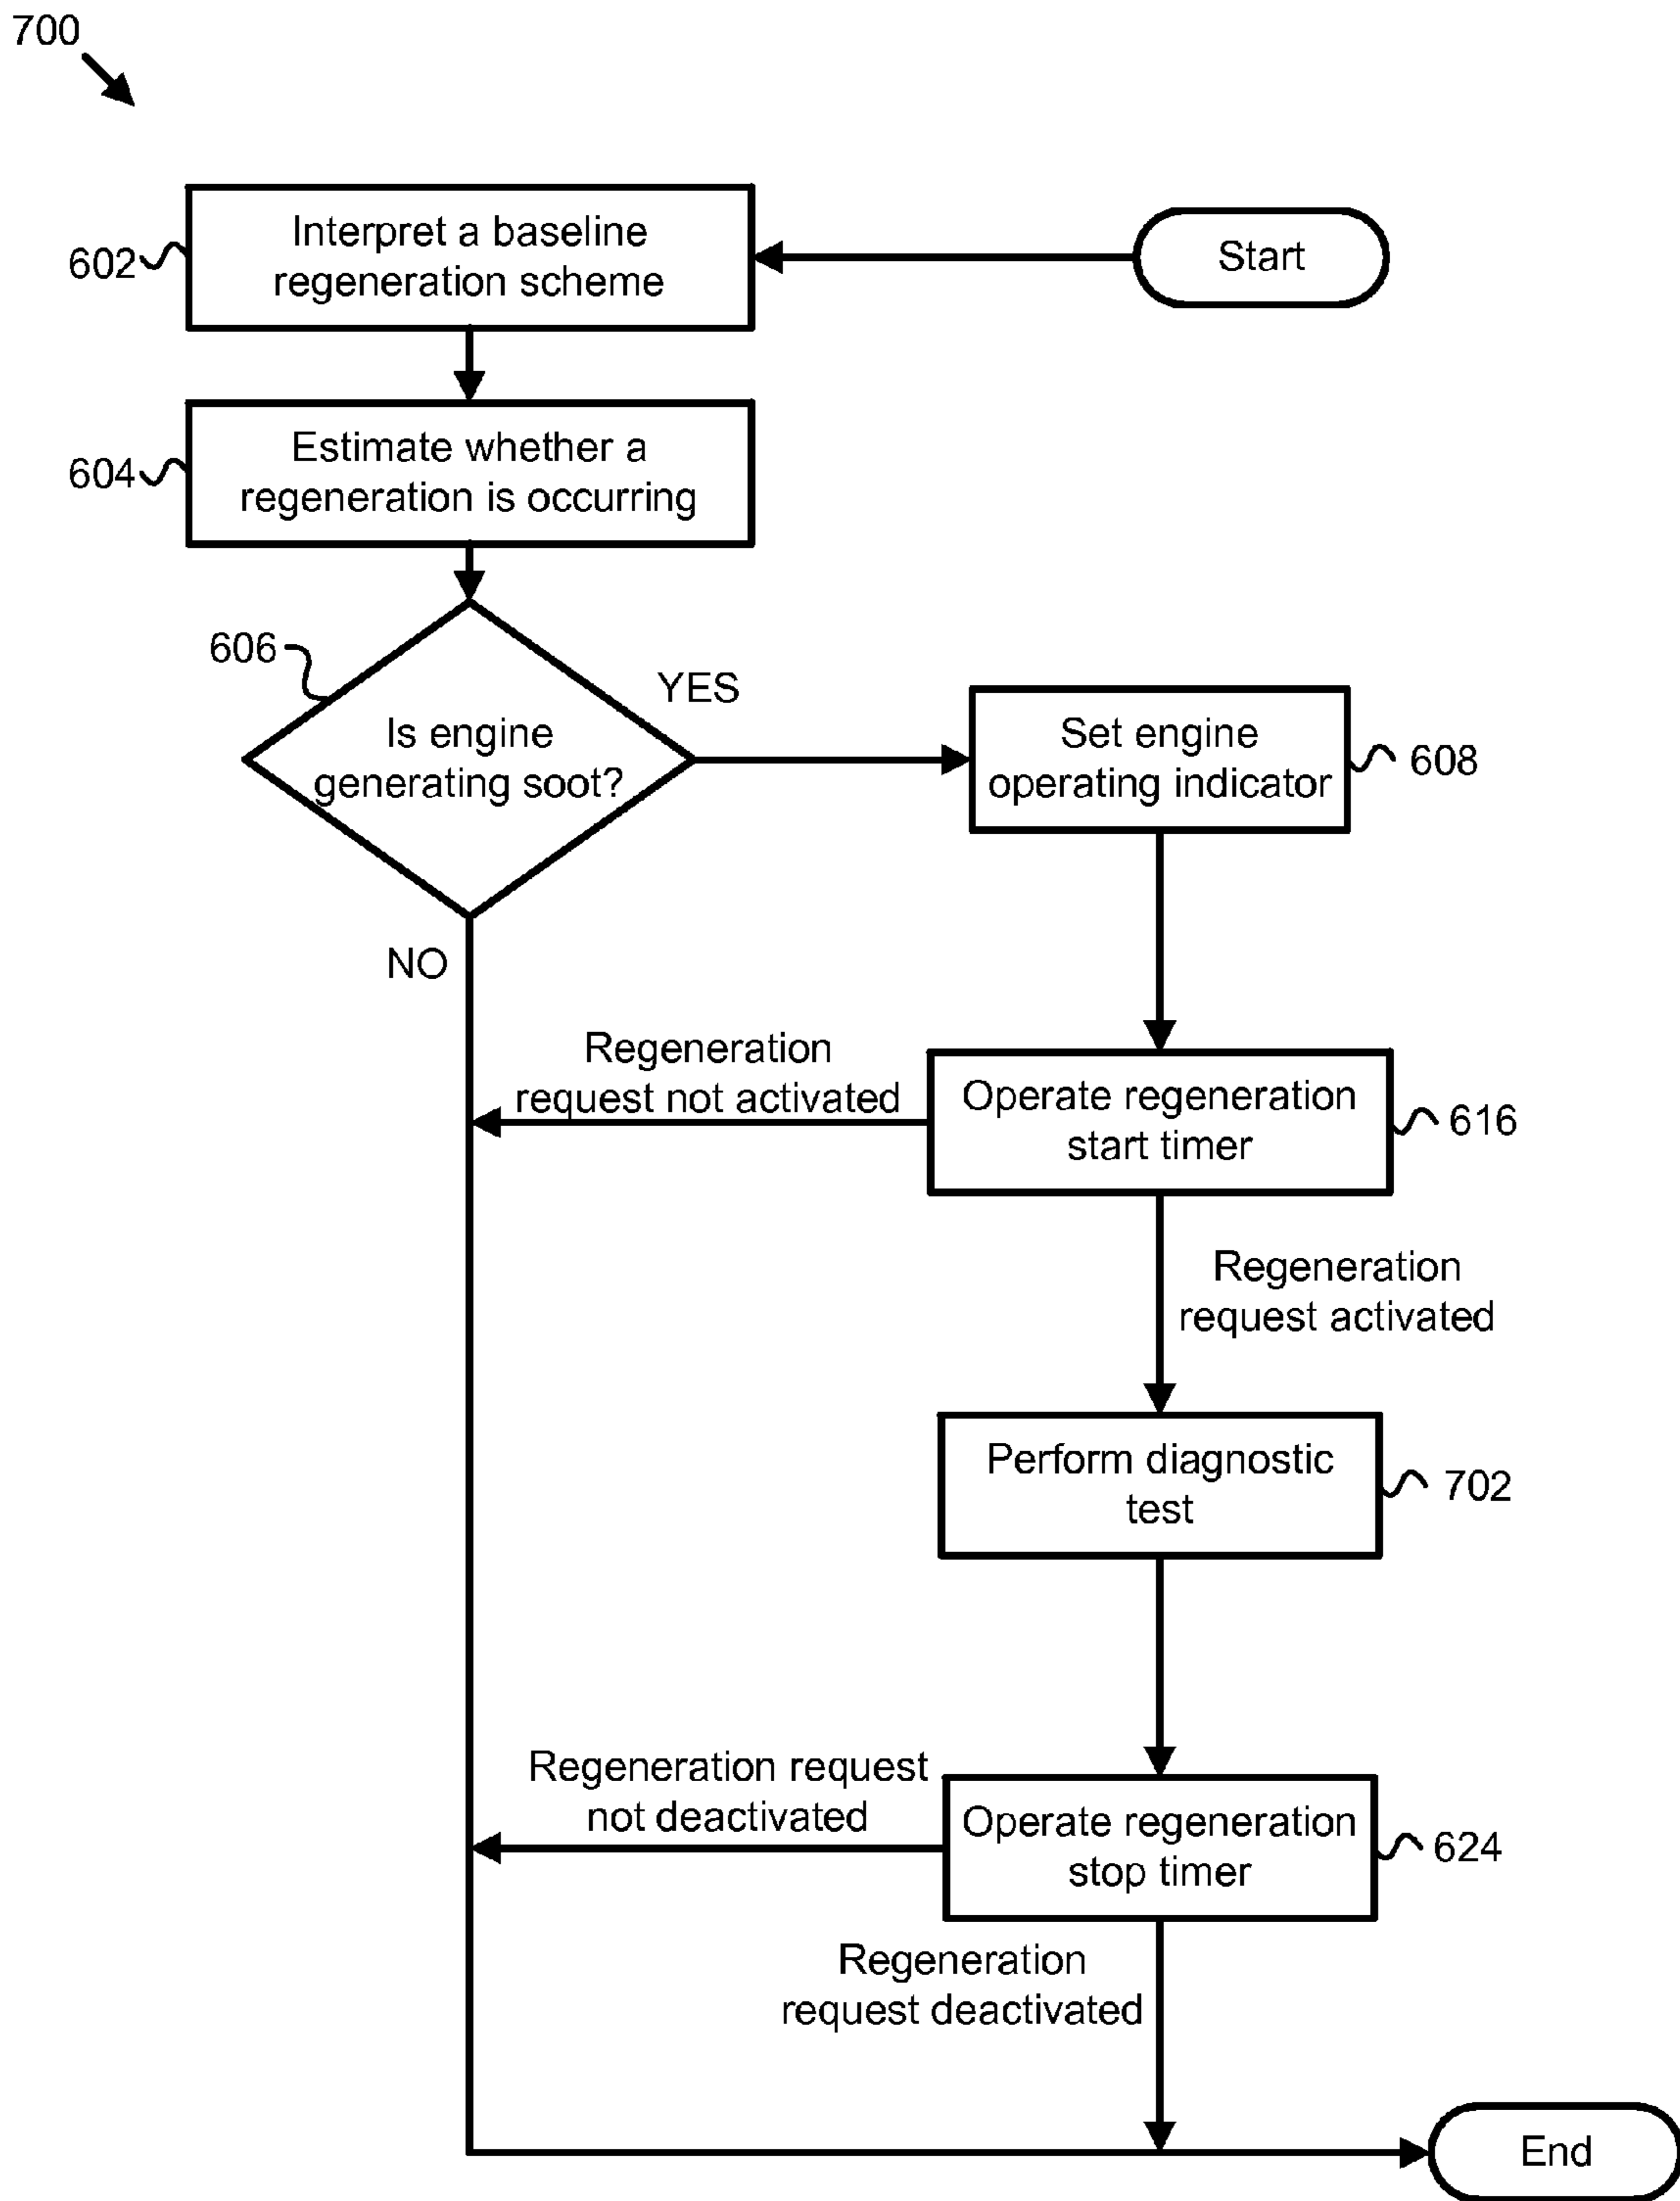 700
Start
Interpret a baseline
regeneration scheme
602
Estimate whether a
regeneration is occurring
604
606
Is engine
generating soot?
YES
NO
Set engine
operating indicator
608
Operate regeneration
start timer
616
Regeneration
request not activated
Regeneration
request activated
Perform diagnostic
test
702
Operate regeneration
stop timer
624
Regeneration request
not deactivated
Regeneration
request deactivated
End